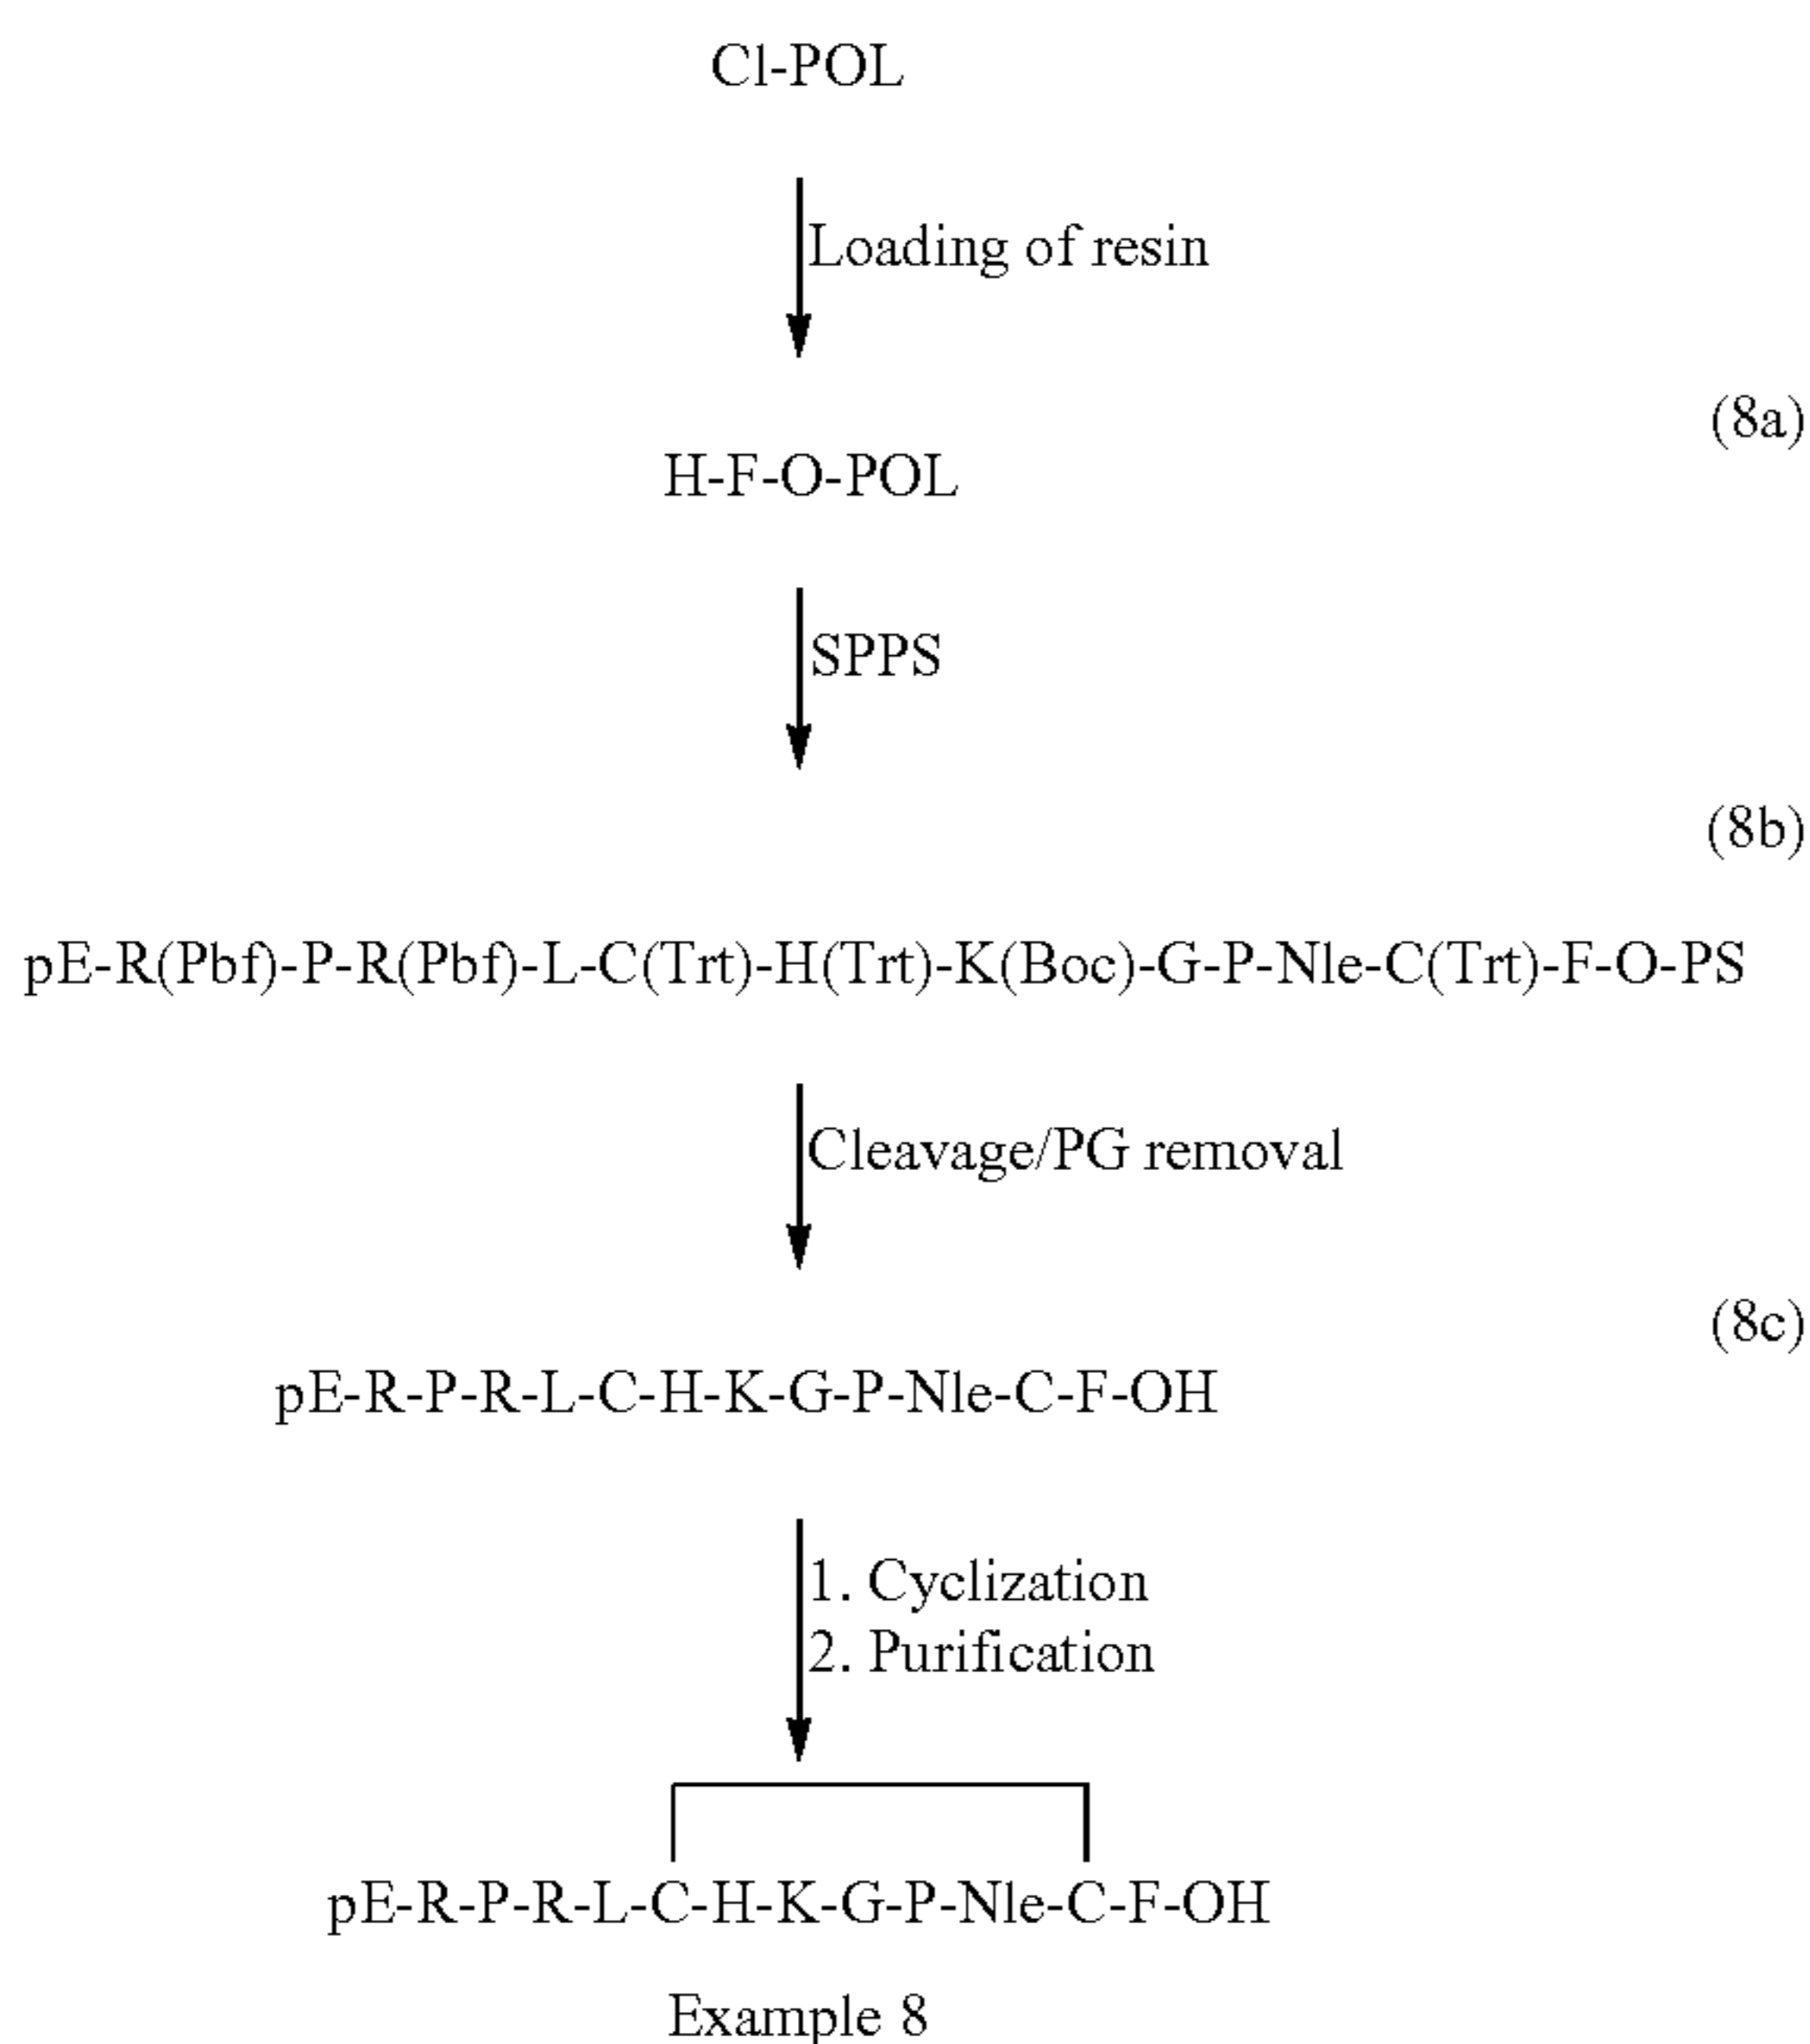 Cl-POL
Loading of resin
(8a)
H-F-O-POL
SPPS
(8b)
pE-R(Pbf)-P-R(Pbf)-L-C(Trt)-H(Trt)-K(Boc)-G-P-Nle-C(Trt)-F-O-PS
Cleavage/PG removal
(8c)
pE-R-P-R-L-C-H-K-G-P-Nle-C-F-OH
1. Cyclization
2. Purification
pE-R-P-R-L-C-H-K-G-P-Nle-C-F-OH
Example 8